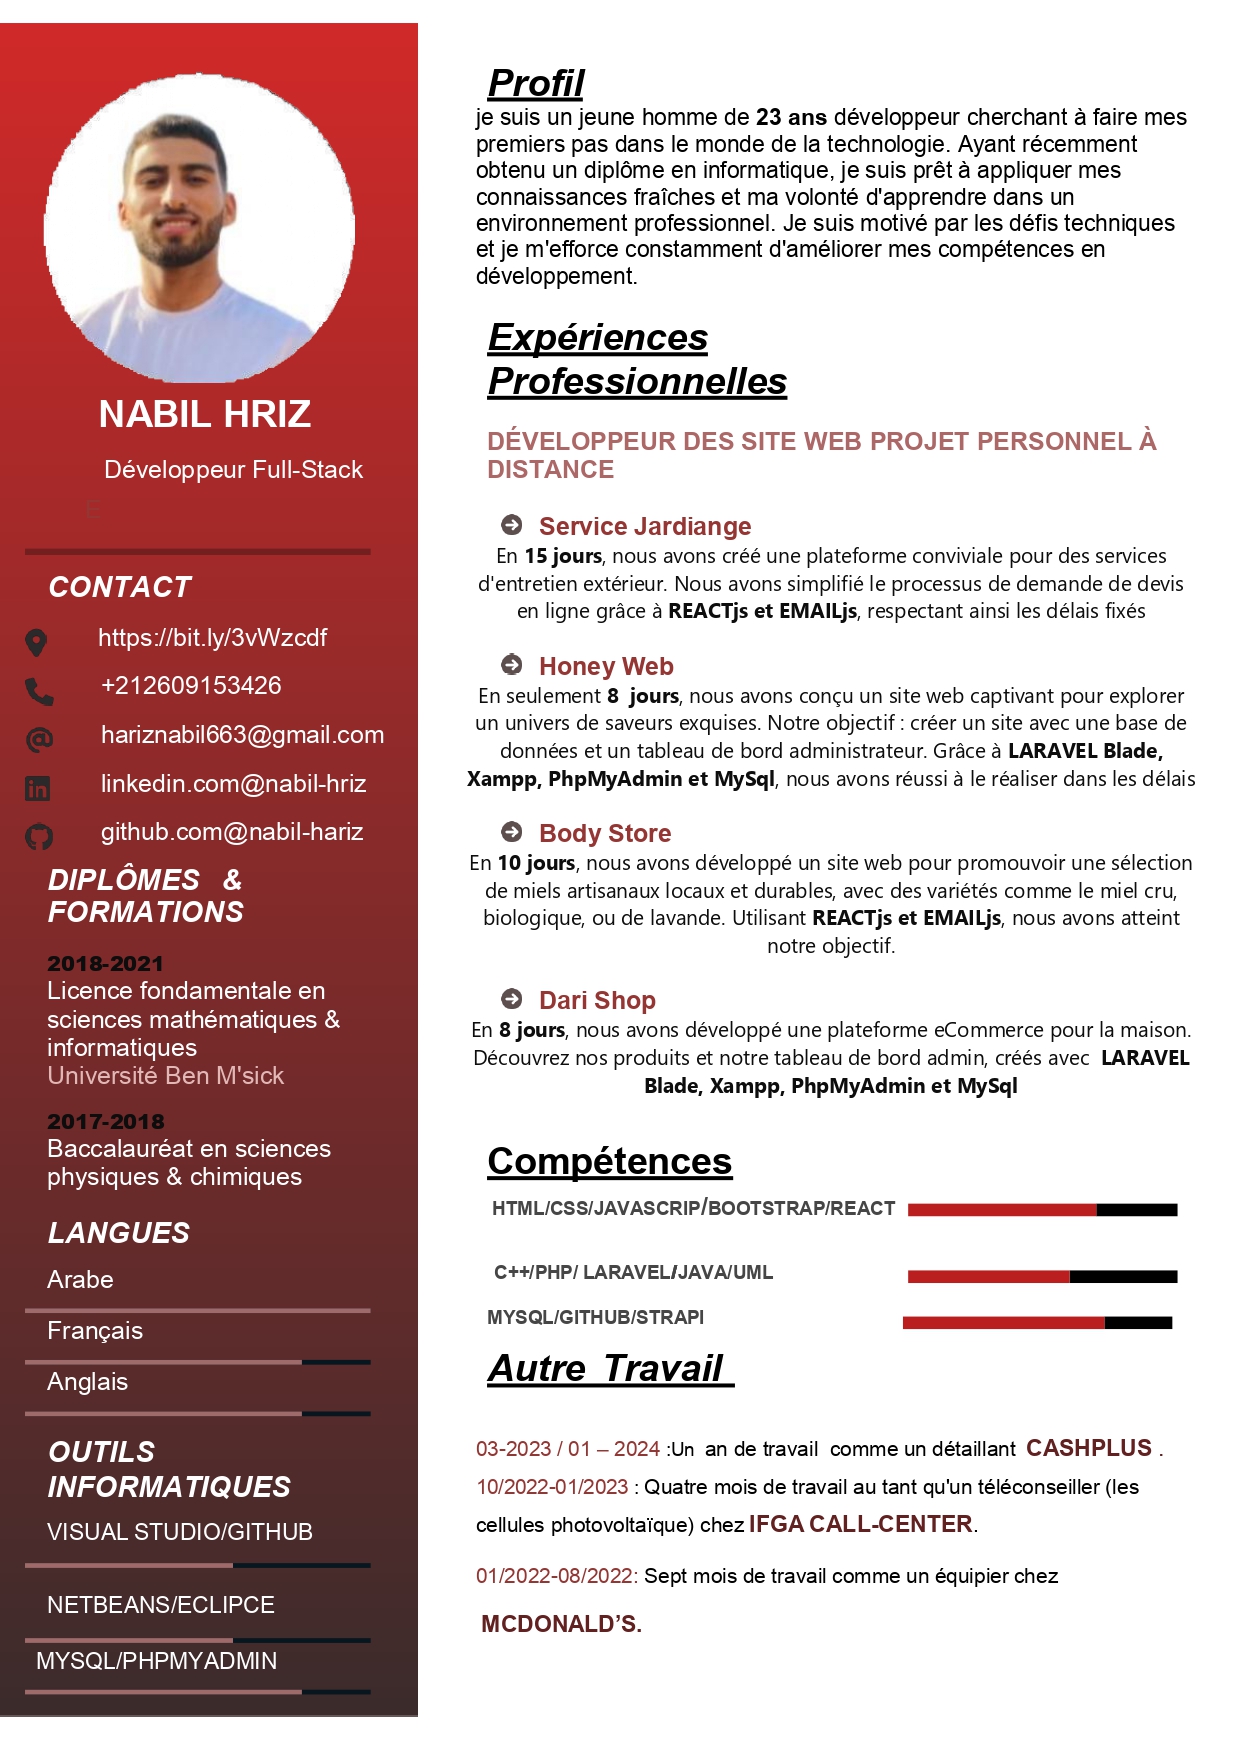 NABIL HRIZ
Développeur Full-Stack
CONTACT
https://bit.ly/3vWzcdf
+212609153426
hariznabil663@gmail.com
linkedin.com@nabil-hriz
github.com@nabil-hariz
DIPLÔMES &
FORMATIONS
2018-2021
Licence fondamentale en
sciences mathématiques &
informatiques
Université Ben M'sick
2017-2018
Baccalauréat en sciences
physiques & chimiques
LANGUES
Arabe
Français
Anglais
OUTILS
INFORMATIQUES
VISUAL STUDIO/GITHUB
NETBEANS/ECLIPCE
MYSQL/PHPMYADMIN
Profil
je suis un jeune homme de 23 ans développeur cherchant à faire mes
premiers pas dans le monde de la technologie. Ayant récemment
obtenu un diplôme en informatique, je suis prêt à appliquer mes
connaissances fraîches et ma volonté d'apprendre dans un
environnement professionnel. Je suis motivé par les défis techniques
et je m'efforce constamment d'améliorer mes compétences en
développement.
Expériences
Professionnelles
DÉVELOPPEUR DES SITE WEB PROJET PERSONNEL À
DISTANCE
Service Jardiange
En 15 jours, nous avons créé une plateforme conviviale pour des services
d'entretien extérieur. Nous avons simplifié le processus de demande de devis
en ligne grâce à REACTjs et EMAILjs, respectant ainsi les délais fixés
Honey Web
En seulement 8 jours, nous avons conçu un site web captivant pour explorer
un univers de saveurs exquises. Notre objectif : créer un site avec une base de
données et un tableau de bord administrateur. Grâce à LARAVEL Blade,
Xampp, PhpMyAdmin et MySql, nous avons réussi à le réaliser dans les délais
Body Store
En 10 jours, nous avons développé un site web pour promouvoir une sélection
de miels artisanaux locaux et durables, avec des variétés comme le miel cru,
biologique, ou de lavande. Utilisant REACTjs et EMAILjs, nous avons atteint
notre objectif.
Dari Shop
En 8 jours, nous avons développé une plateforme eCommerce pour la maison.
Découvrez nos produits et notre tableau de bord admin, créés avec LARAVEL
Blade, Xampp, PhpMyAdmin et MySql
Compétences
HTML/CSS/JAVASCRIP/BOOTSTRAP/REACT
C++/PHP/ LARAVEL/JAVA/UML
MYSQL/GITHUB/STRAPI
Autre Travail
03-2023 / 01 – 2024 :Un an de travail comme un détaillant CASHPLUS .
10/2022-01/2023 : Quatre mois de travail au tant qu'un téléconseiller (les
cellules photovoltaïque) chez IFGA CALL-CENTER.
01/2022-08/2022: Sept mois de travail comme un équipier chez
MCDONALD’S.